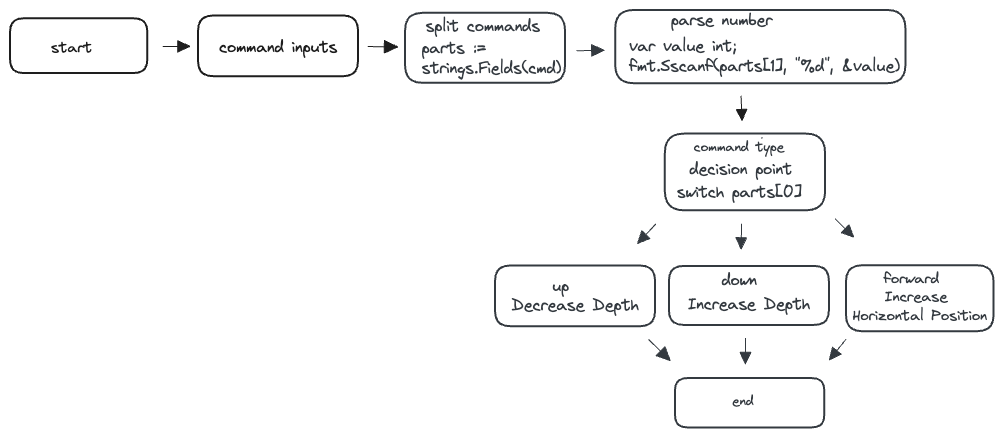 start
command inputs
split commands
parts :=
strings.Fields(cmd)
parse number
var value int;
fmt.Sscanf(parts[1], "%d", &value)
command type
decision point
switch parts[0]
up
Decrease Depth
down
Increase Depth
forward
Increase
Horizontal Position
end